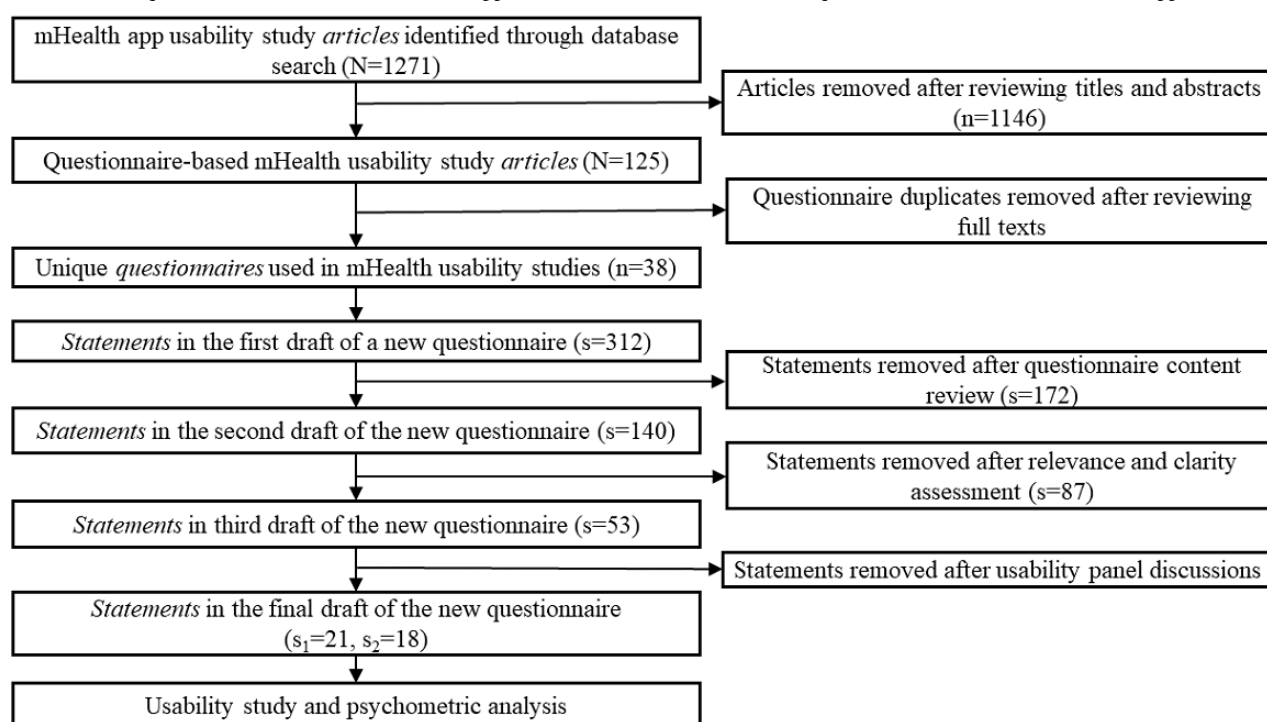 mHealth app usability study articles identified through database
search (N=1271)
Articles removed after reviewing titles and abstracts
(n=1146)
Questionnaire-based mHealth usability study articles (N=125)
Questionnaire duplicates removed after reviewing
full texts
Unique questionnaires used in mHealth usability studies (n=38)
Statements in the first draft of a new questionnaire (s=312)
Statements removed after questionnaire content
review (s=172)
Statements in the second draft of the new questionnaire (s=140)
Statements removed after relevance and clarity
assessment (s=87)
Statements in third draft of the new questionnaire (s=53)
Statements removed after usability panel discussions
Statements in the final draft of the new questionnaire
(s₁=21, s₂=18)
Usability study and psychometric analysis